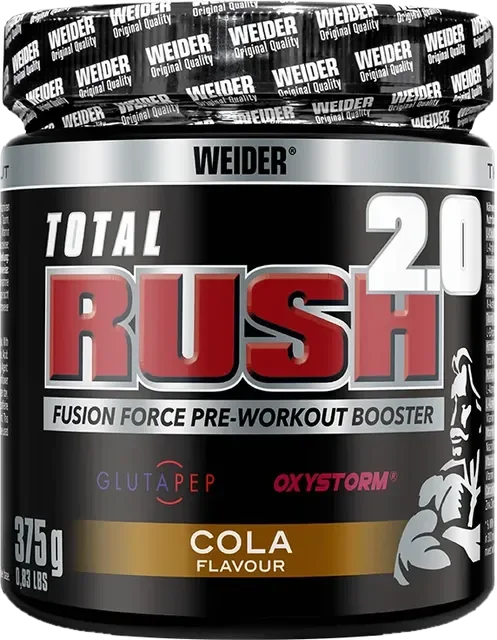 WEIDER
Original Quality
WEIDER®
TOTAL
RUSH
2.0
FUSION FORCE PRE-WORKOUT BOOSTER
GLUTAPEP
OXYSTORM®
375g
0,83 LBS
COLA
FLAVOUR